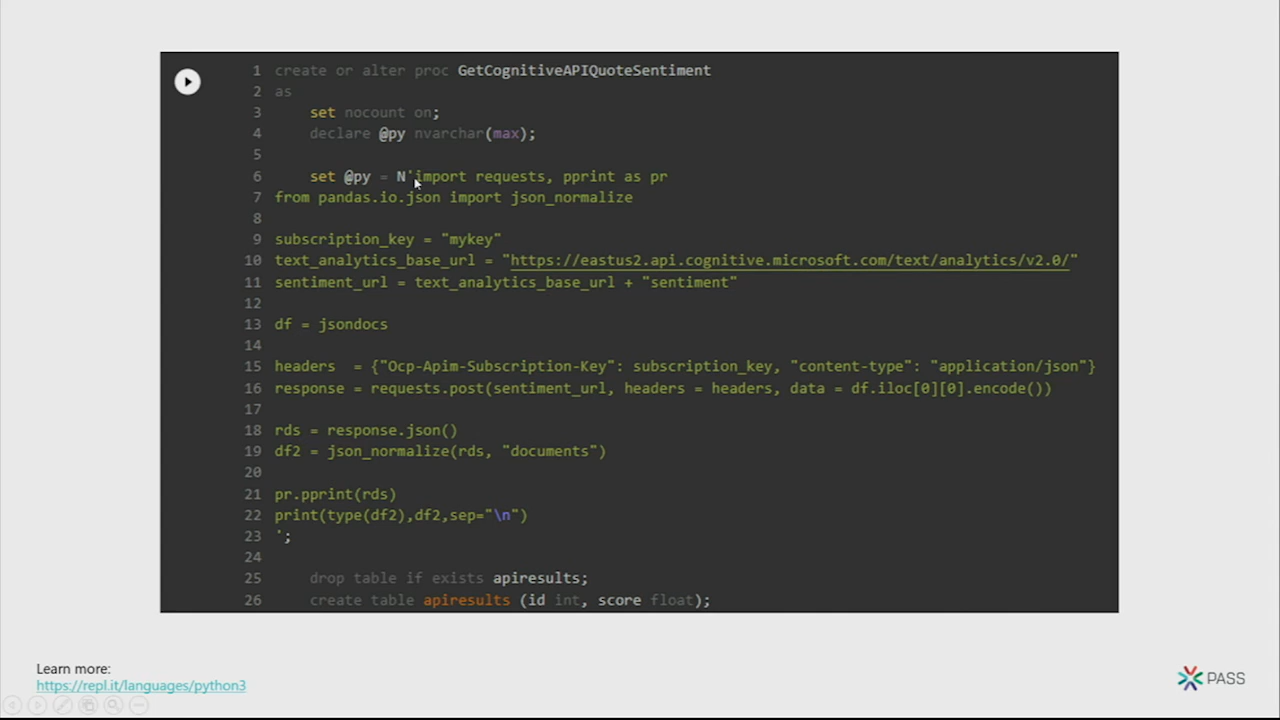 1 create or alter proc GetCognitiveAPIQuoteSentiment
2 as
3 set nocount on;
4 declare @py nvarchar(max);
5
6 set @py = N'import requests, pprint as pr
7 from pandas.io.json import json_normalize
8
9 subscription_key = "mykey"
10 text_analytics_base_url = "https://eastus2.api.cognitive.microsoft.com/text/analytics/v2.0/"
11 sentiment_url = text_analytics_base_url + "sentiment"
12
13 df = jsondocs
14
15 headers  = {"Ocp-Apim-Subscription-Key": subscription_key, "content-type": "application/json"}
16 response = requests.post(sentiment_url, headers = headers, data = df.iloc[0][0].encode())
17
18 rds = response.json()
19 df2 = json_normalize(rds, "documents")
20
21 pr.pprint(rds)
22 print(type(df2),df2,sep="\n")
23 ';
24
25 drop table if exists apiresults;
26 create table apiresults (id int, score float);
Learn more:
https://repl.it/languages/python3
PASS